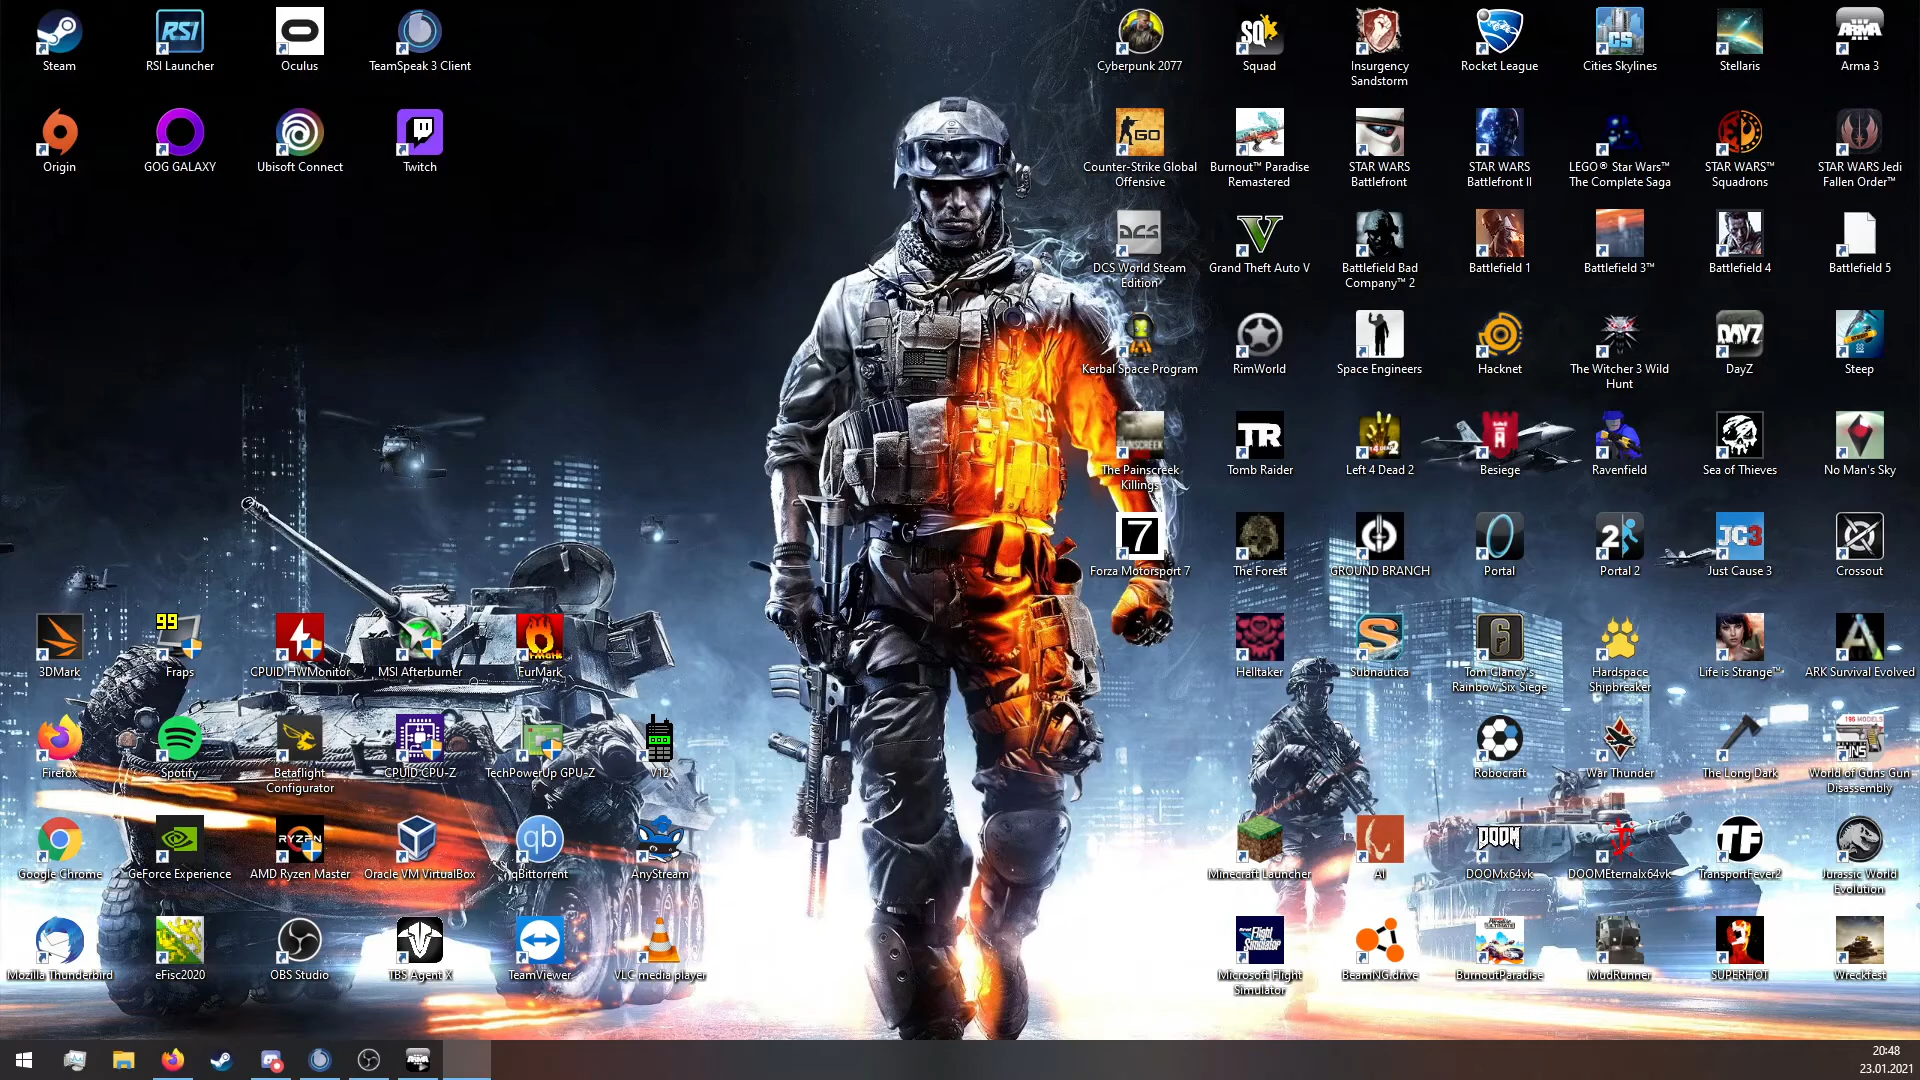 Steam
RSI Launcher
Oculus
TeamSpeak 3 Client
Cyberpunk 2077
Squad
Insurgency
Sandstorm
Rocket League
Cities Skylines
Stellaris
Arma 3
Origin
GOG GALAXY
Ubisoft Connect
Twitch
Counter-Strike Global
Offensive
Burnout™ Paradise
Remastered
STAR WARS
Battlefront
STAR WARS
Battlefront II
LEGO® Star Wars™
The Complete Saga
STAR WARS™
Squadrons
STAR WARS Jedi
Fallen Order™
DCS World Steam
Edition
Grand Theft Auto V
Battlefield Bad
Company™ 2
Battlefield 1
Battlefield 3™
Battlefield 4
Battlefield 5
Kerbal Space Program
RimWorld
Space Engineers
Hacknet
The Witcher 3 Wild
Hunt
DayZ
Steep
The Painscreek
Killings
Tomb Raider
Left 4 Dead 2
Besiege
Ravenfield
Sea of Thieves
No Man's Sky
Forza Motorsport 7
The Forest
GROUND BRANCH
Portal
Portal 2
Just Cause 3
Crossout
3DMark
Fraps
CPUID HWMonitor
MSI Afterburner
FurMark
Helltaker
Subnautica
Tom Clancy's
Rainbow Six Siege
Hardspace
Shipbreaker
Life is Strange™
ARK Survival Evolved
Firefox
Spotify
Betaflight
Configurator
CPUID CPU-Z
TechPowerUp GPU-Z
V12
Robocraft
War Thunder
The Long Dark
World of Guns Gun
Disassembly
Google Chrome
GeForce Experience
AMD Ryzen Master
Oracle VM VirtualBox
qBittorrent
AnyStream
Minecraft Launcher
AI
DOOMx64vk
DOOMEternalx64vk
TransportFever2
Jurassic World
Evolution
Mozilla Thunderbird
eFisc2020
OBS Studio
TBS Agent X
TeamViewer
VLC media player
Microsoft Flight
Simulator
BeamNG.drive
BurnoutParadise
MudRunner
SUPERHOT
Wreckfest
20:48
23.01.2021